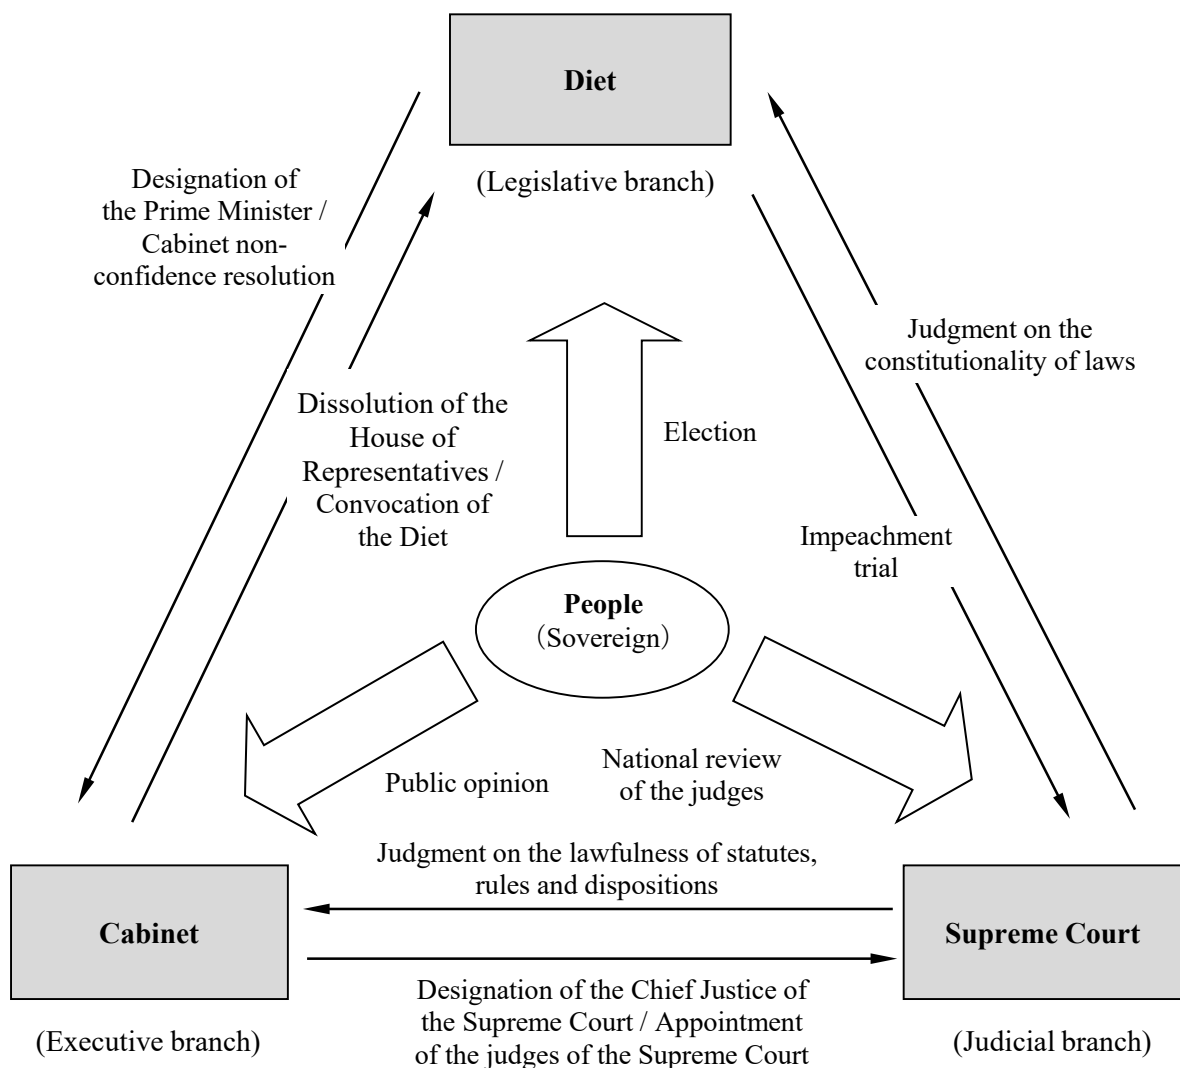 Diet
(Legislative branch)
Designation of
the Prime Minister /
Cabinet non-
confidence resolution
Judgment on the
constitutionality of laws
Dissolution of the
House of
Representatives /
Convocation of
the Diet
Election
Impeachment
trial
People
（Sovereign）
Public opinion
National review
of the judges
Judgment on the lawfulness of statutes,
rules and dispositions
Cabinet
(Executive branch)
Supreme Court
(Judicial branch)
Designation of the Chief Justice of
the Supreme Court / Appointment
of the judges of the Supreme Court